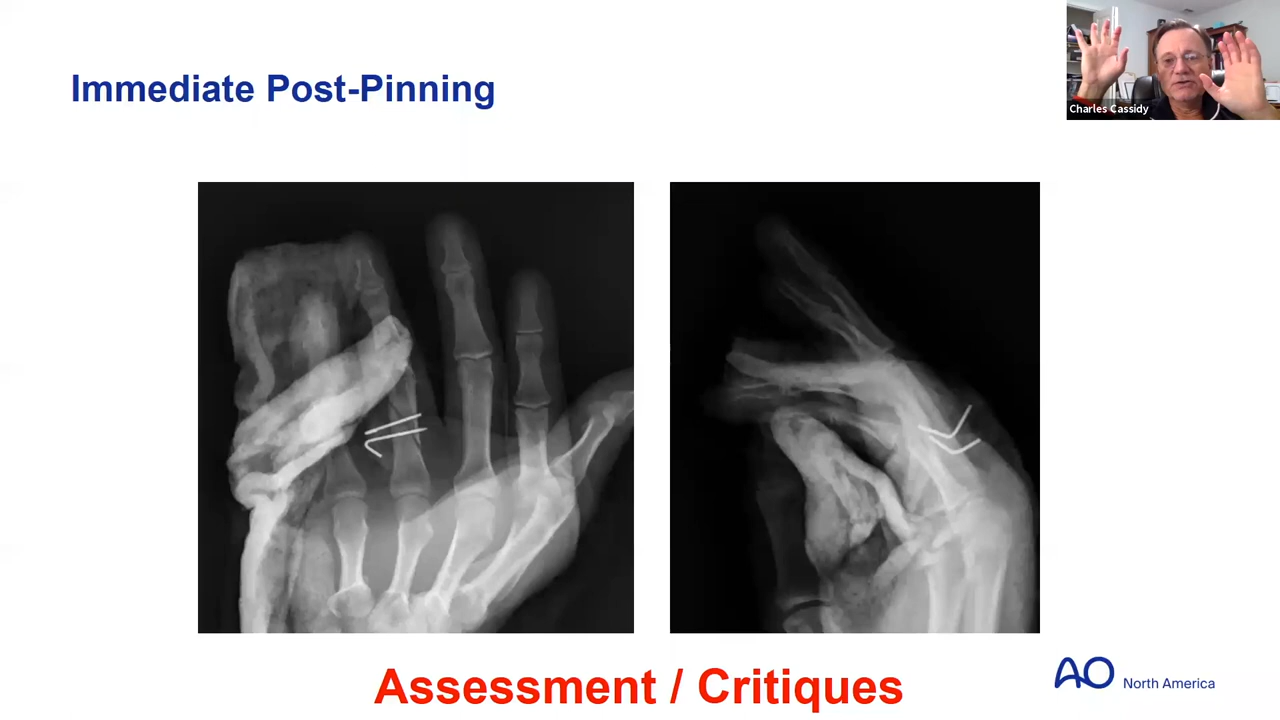 Immediate Post-Pinning
Charles Cassidy
Assessment / Critiques
AO North America